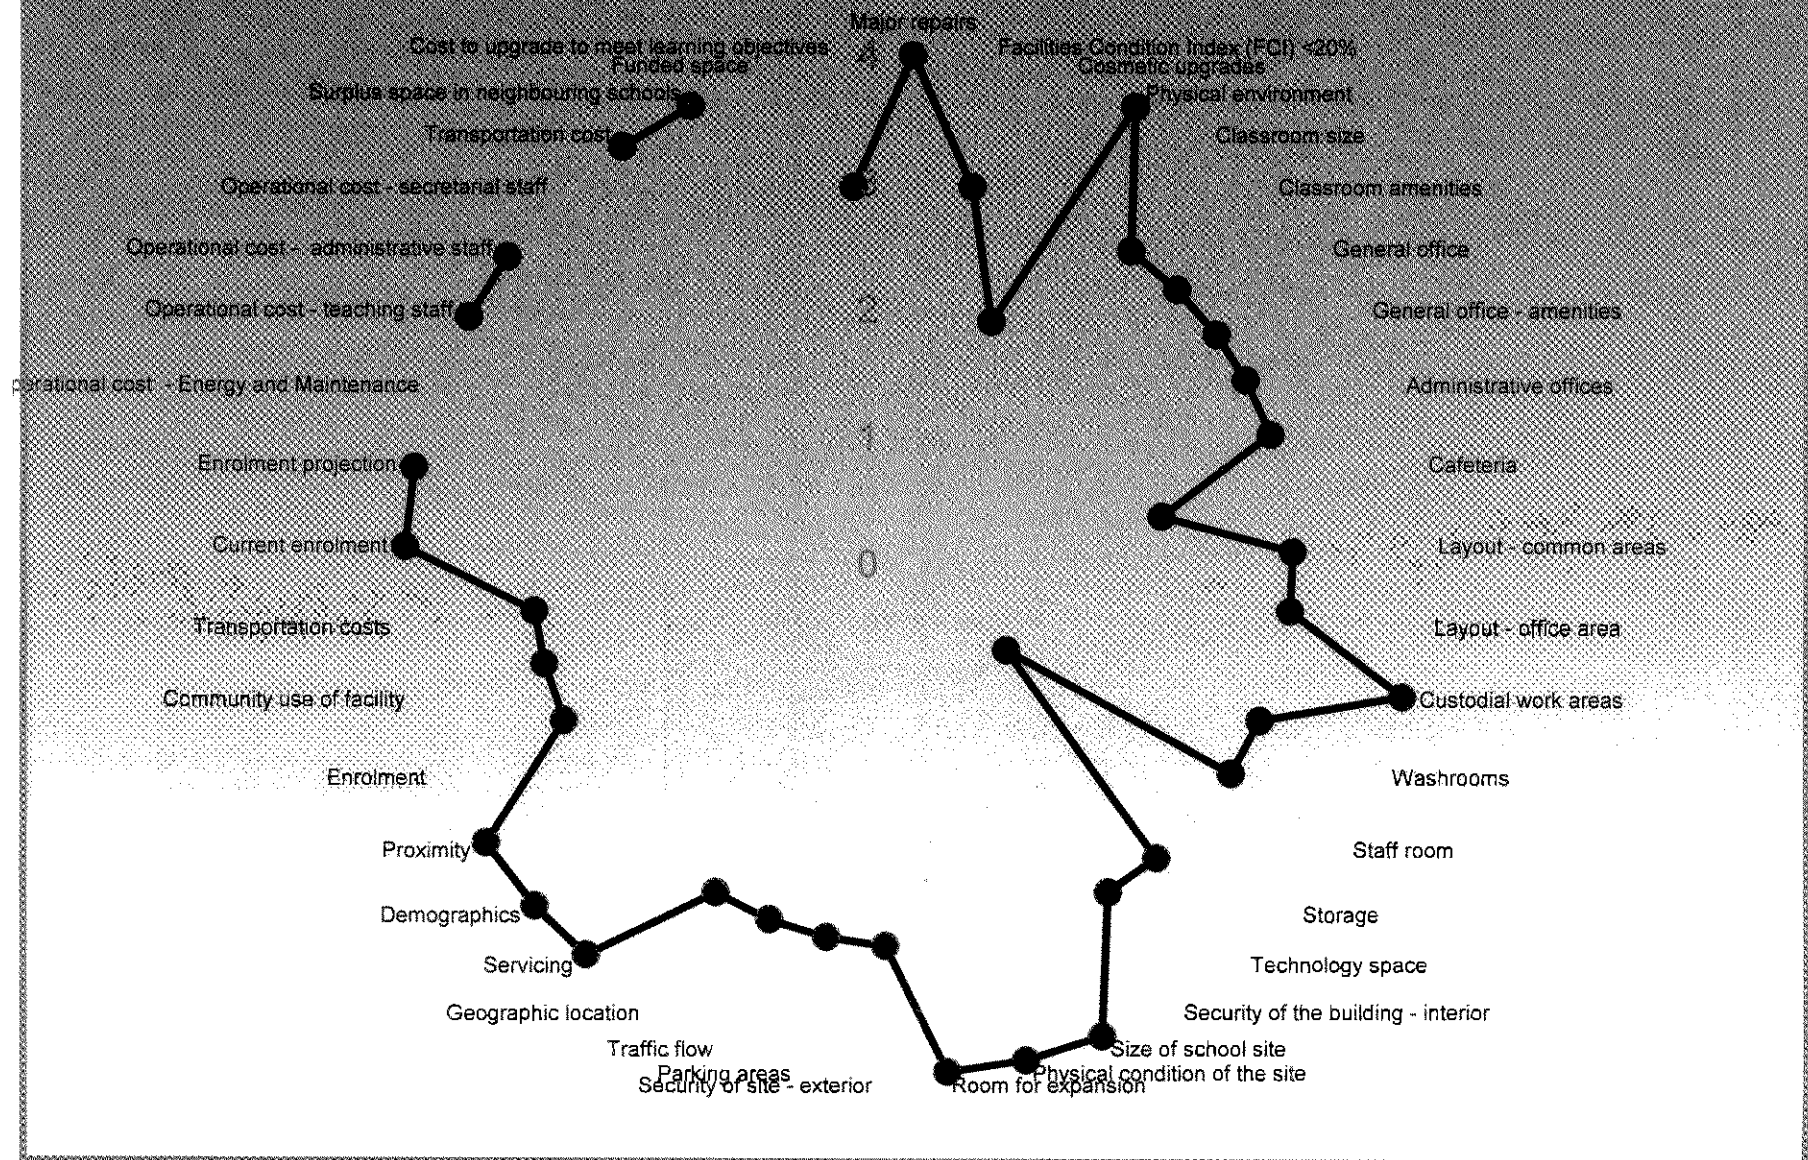 Major repairs
Cost to upgrade to meet learning objectives
4
Facilities Condition Index (FCI) <20%
Funded space
Cosmetic upgrades
Surplus space in neighbouring schools
Physical environment
Transportation cost
Classroom size
Operational cost - secretarial staff
3
Classroom amenities
Operational cost - administrative staff
General office
Operational cost - teaching staff
2
General office - amenities
perational cost - Energy and Maintenance
Administrative offices
1
Enrolment projection
Cafeteria
Current enrolment
Layout - common areas
0
Transportation costs
Layout - office area
Community use of facility
Custodial work areas
Enrolment
Washrooms
Proximity
Staff room
Demographics
Storage
Servicing
Technology space
Geographic location
Security of the building - interior
Traffic flow
Size of school site
Parking areas
Physical condition of the site
Security of site - exterior
Room for expansion